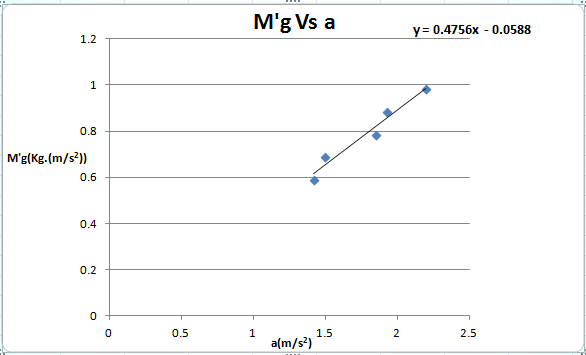 M'g Vs a
y = 0.4756x - 0.0588
1.2
1
0.8
M'g(Kg.(m/s²))
0.6
0.4
0.2
0
0 0.5 1 1.5 2 2.5
a(m/s²)